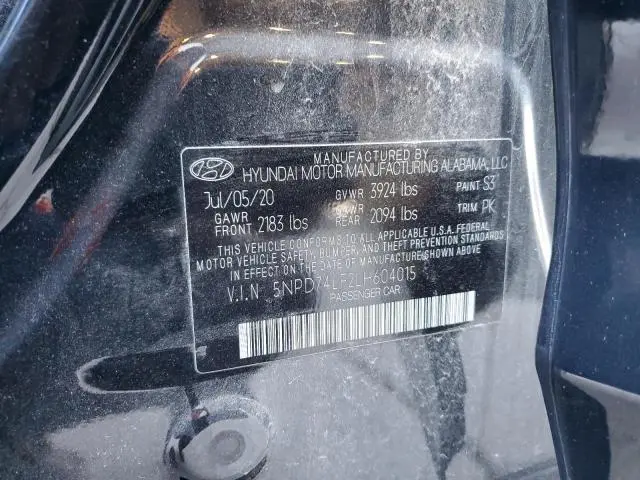 MANUFACTURED BY
HYUNDAI MOTOR MANUFACTURING ALABAMA, LLC
Jul/05/20 GVWR 3924 lbs PAINT S3
GAWR FRONT 2183 lbs GAWR REAR 2094 lbs TRIM PK
THIS VEHICLE CONFORMS TO ALL APPLICABLE U.S.A. FEDERAL
MOTOR VEHICLE SAFETY, BUMPER, AND THEFT PREVENTION STANDARDS
IN EFFECT ON THE DATE OF MANUFACTURE SHOWN ABOVE
V.I.N 5NPD74LF2LH604015
PASSENGER CAR